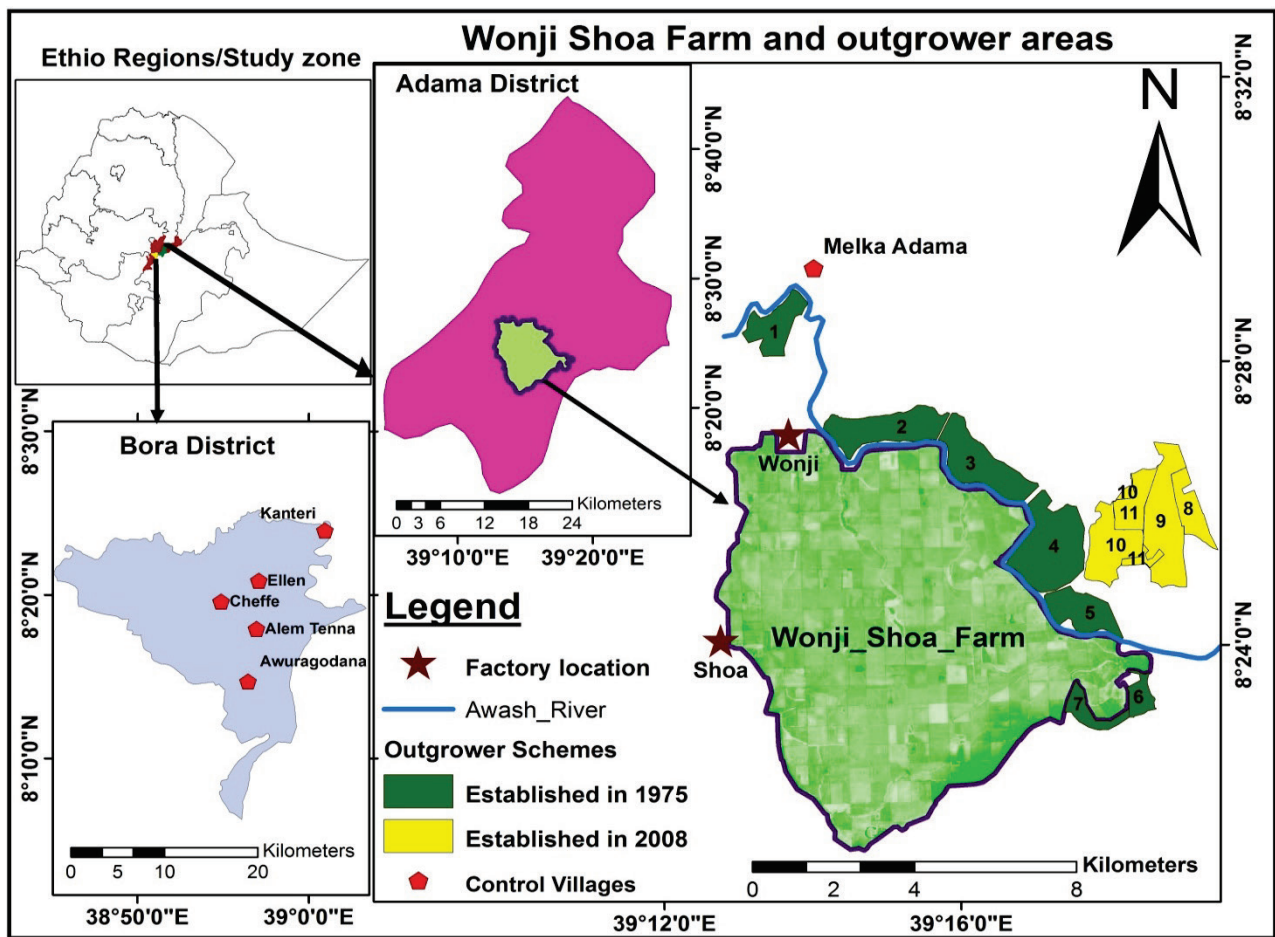 Wonji Shoa Farm and outgrower areas
Ethio Regions/Study zone
Adama District
8°40'0"N
8°30'0"N
8°20'0"N
0 3 6 12 18 24 Kilometers
39°10'0"E 39°20'0"E
Bora District
8°30'0"N
8°20'0"N
8°10'0"N
Kanteri
Ellen
Cheffe
Alem Tenna
Awuragodana
0 5 10 20 Kilometers
38°50'0"E 39°0'0"E
Legend
Factory location
Awash_River
Outgrower Schemes
Established in 1975
Established in 2008
Control Villages
N
Melka Adama
1
2
Wonji
3
10
11
9
8
4
10
11
5
Wonji_Shoa_Farm
Shoa
7
6
8°32'0"N
8°28'0"N
8°24'0"N
0 2 4 8 Kilometers
39°12'0"E 39°16'0"E